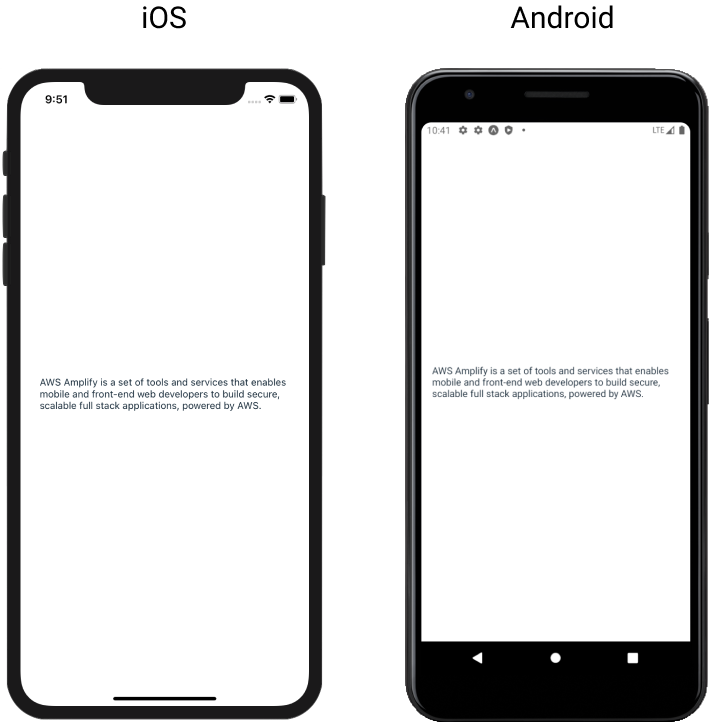 iOS
Android
9:51
10:41
LTE
AWS Amplify is a set of tools and services that enables
mobile and front-end web developers to build secure,
scalable full stack applications, powered by AWS.
AWS Amplify is a set of tools and services that enables
mobile and front-end web developers to build secure,
scalable full stack applications, powered by AWS.